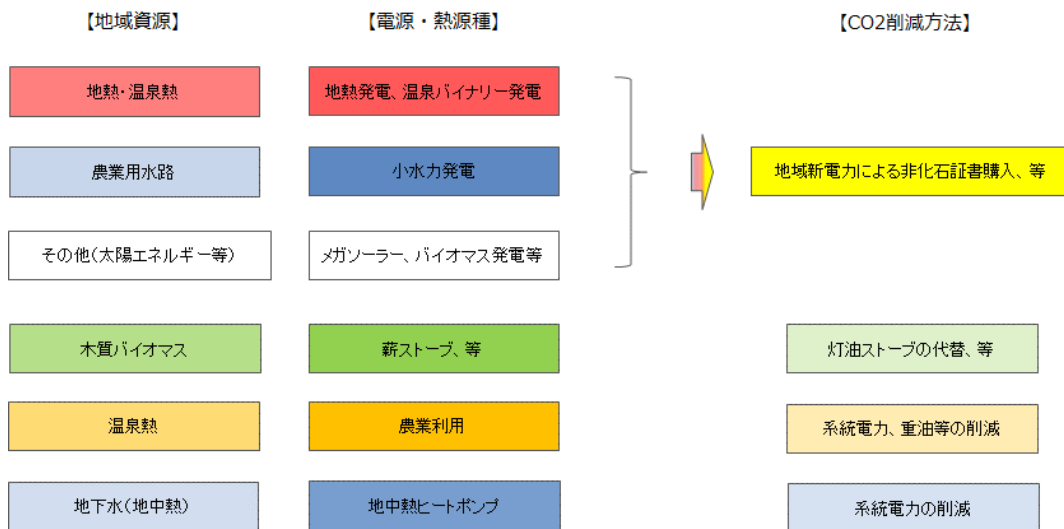 【地域資源】 【電源・熱源種】 【CO2削減方法】
地熱・温泉熱 地熱発電、温泉バイナリー発電
農業用水路 小水力発電 地域新電力による非化石証書購入、等
その他(太陽エネルギー等) メガソーラー、バイオマス発電等
木質バイオマス 薪ストーブ、等 灯油ストーブの代替、等
温泉熱 農業利用 系統電力、重油等の削減
地下水(地中熱) 地中熱ヒートポンプ 系統電力の削減